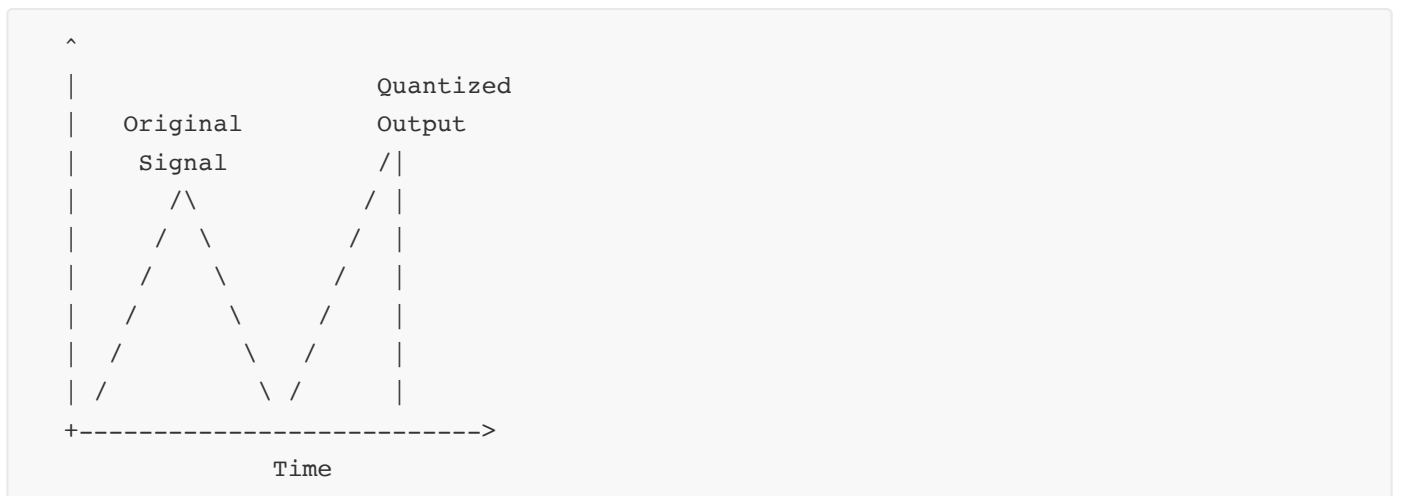 ^
|                    Quantized
|   Original         Output
|    Signal          /|
|      /\           / |
|     /  \         /  |
|    /    \       /   |
|   /      \     /    |
|  /        \   /     |
| /          \ /      |
+--------------------------->
Time